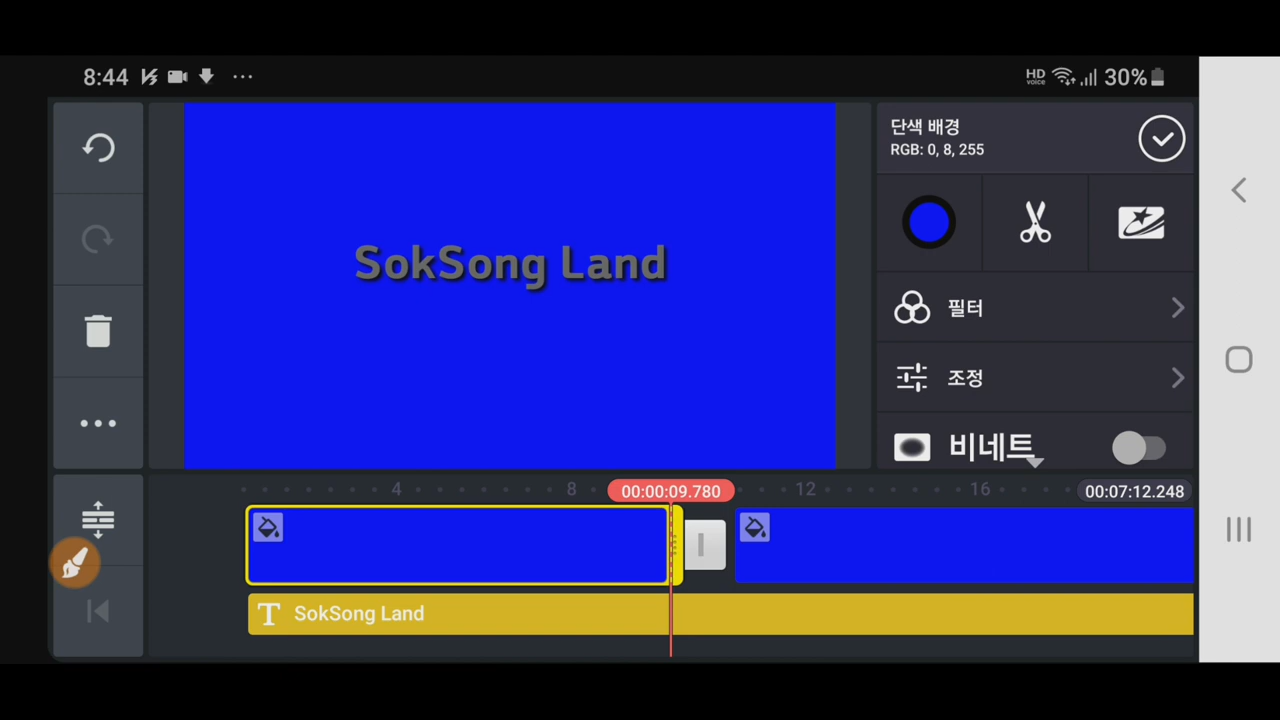 8:44
HD voice
30%
단색 배경
RGB: 0, 8, 255
SokSong Land
필터
조정
비네트
4
8
00:00:09.780
12
16
00:07:12.248
T SokSong Land